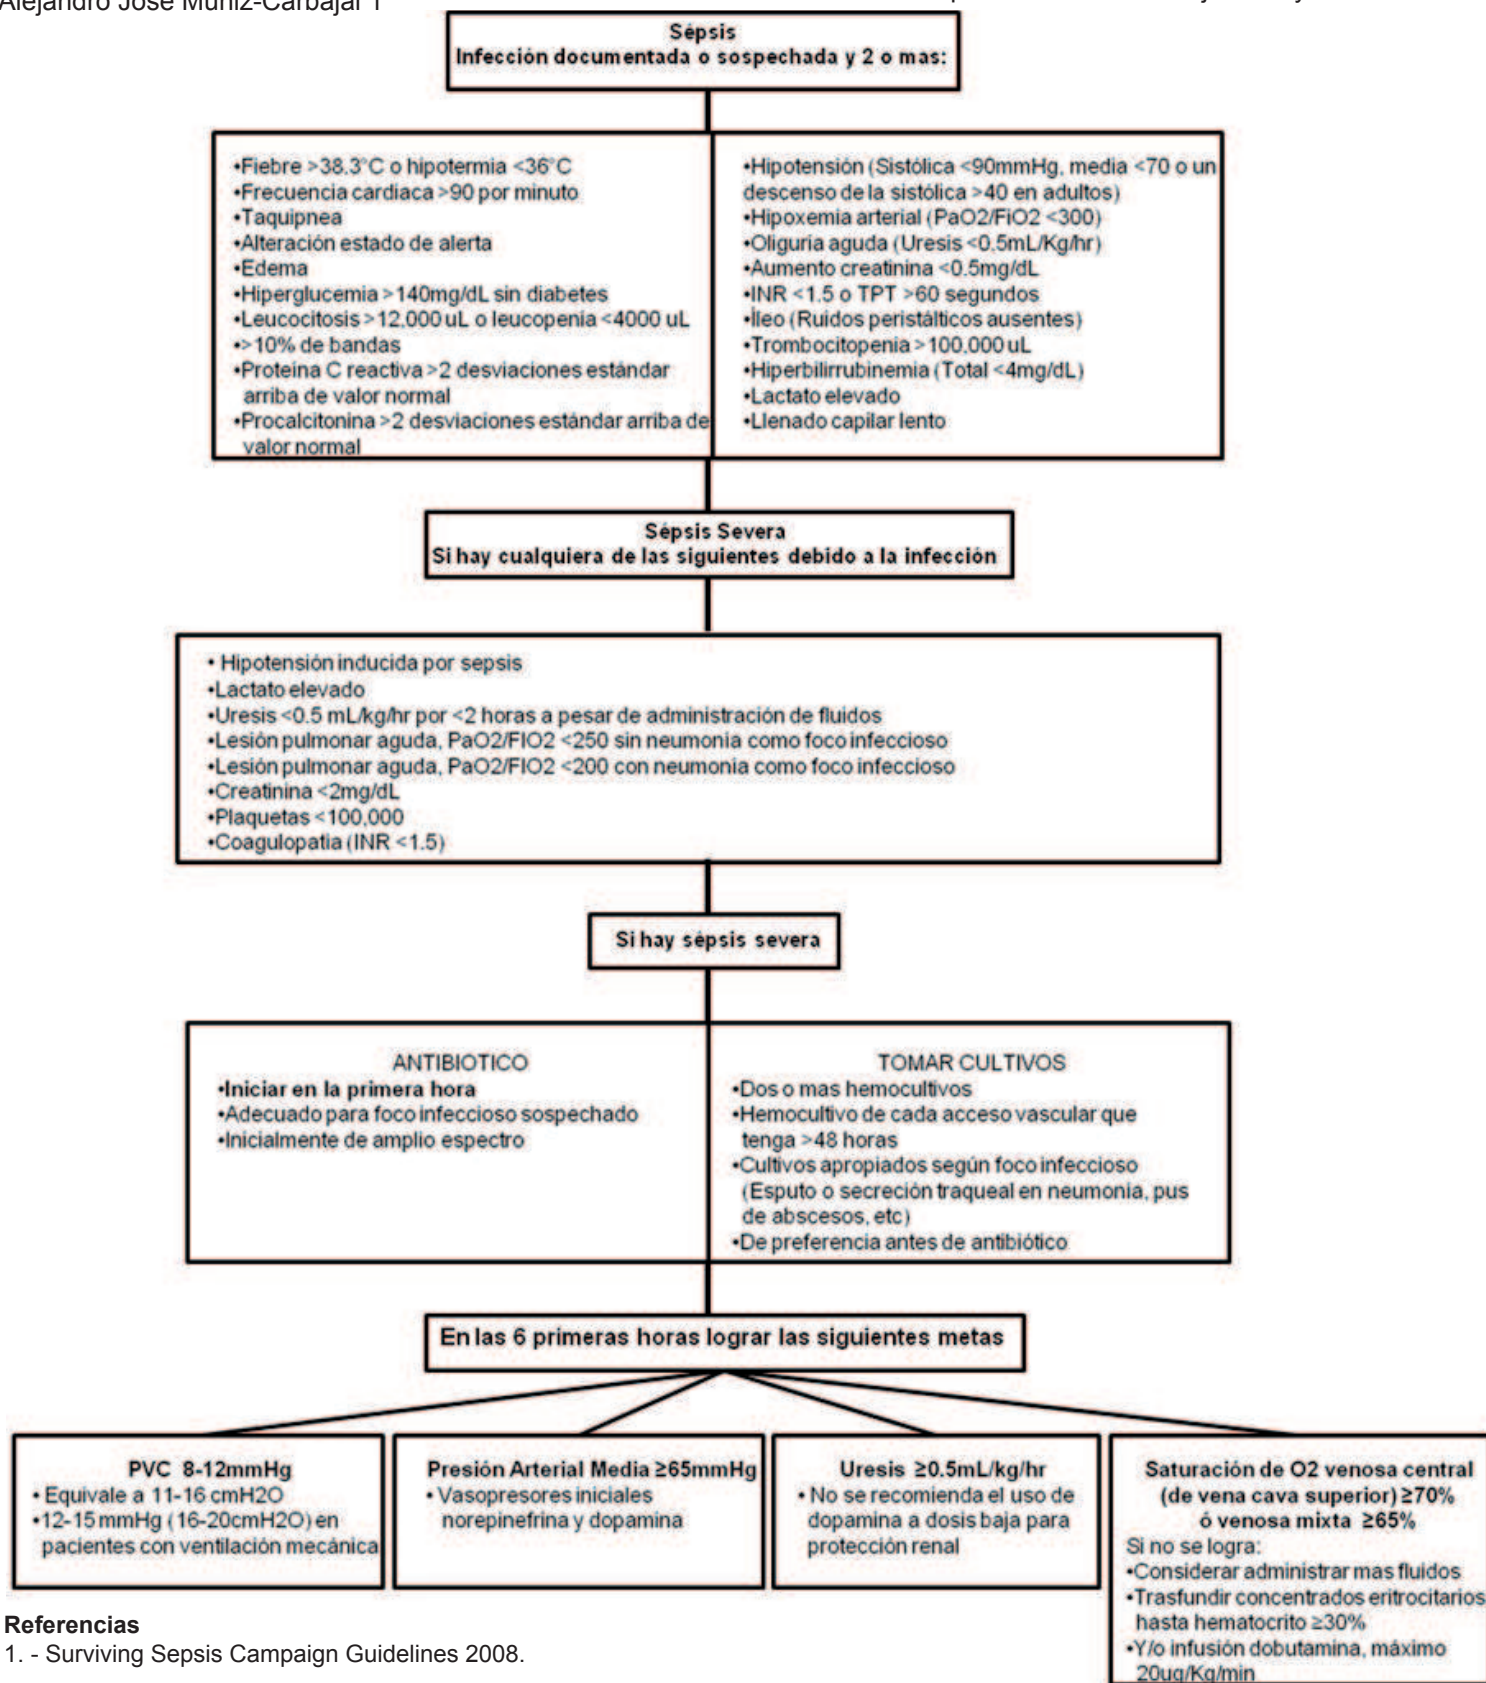 Alejandro José Muñiz-Carbajal 1
Sépsis
Infección documentada o sospechada y 2 o mas:
•Fiebre >38.3°C o hipotermia <36°C
•Frecuencia cardiaca >90 por minuto
•Taquipnea
•Alteración estado de alerta
•Edema
•Hiperglucemia >140mg/dL sin diabetes
•Leucocitosis >12,000 uL o leucopenia <4000 uL
•>10% de bandas
•Proteína C reactiva >2 desviaciones estándar
arriba de valor normal
•Procalcitonina >2 desviaciones estándar arriba de
valor normal
•Hipotensión (Sistólica <90mmHg, media <70 o un
descenso de la sistólica >40 en adultos)
•Hipoxemia arterial (PaO2/FiO2 <300)
•Oliguria aguda (Uresis <0.5mL/Kg/hr)
•Aumento creatinina <0.5mg/dL
•INR <1.5 o TPT >60 segundos
•Íleo (Ruidos peristálticos ausentes)
•Trombocitopenia >100,000 uL
•Hiperbilirrubinemia (Total <4mg/dL)
•Lactato elevado
•Llenado capilar lento
Sépsis Severa
Si hay cualquiera de las siguientes debido a la infección
• Hipotensión inducida por sepsis
•Lactato elevado
•Uresis <0.5 mL/kg/hr por <2 horas a pesar de administración de fluidos
•Lesión pulmonar aguda, PaO2/FIO2 <250 sin neumonia como foco infeccioso
•Lesión pulmonar aguda, PaO2/FIO2 <200 con neumonia como foco infeccioso
•Creatinina <2mg/dL
•Plaquetas <100,000
•Coagulopatia (INR <1.5)
Si hay sépsis severa
ANTIBIOTICO
•Iniciar en la primera hora
•Adecuado para foco infeccioso sospechado
•Inicialmente de amplio espectro
TOMAR CULTIVOS
•Dos o mas hemocultivos
•Hemocultivo de cada acceso vascular que
tenga >48 horas
•Cultivos apropiados según foco infeccioso
(Esputo o secreción traqueal en neumonia, pus
de abscesos, etc)
•De preferencia antes de antibiótico
En las 6 primeras horas lograr las siguientes metas
PVC 8-12mmHg
• Equivale a 11-16 cmH2O
•12-15 mmHg (16-20cmH2O) en
pacientes con ventilación mecánica
Presión Arterial Media ≥65mmHg
• Vasopresores iniciales
norepinefrina y dopamina
Uresis ≥0.5mL/kg/hr
• No se recomienda el uso de
dopamina a dosis baja para
protección renal
Saturación de O2 venosa central
(de vena cava superior) ≥70%
ó venosa mixta ≥65%
Si no se logra:
•Considerar administrar mas fluidos
•Trasfundir concentrados eritrocitarios
hasta hematocrito ≥30%
•Y/o infusión dobutamina, máximo
20ug/Kg/min
Referencias
1. - Surviving Sepsis Campaign Guidelines 2008.